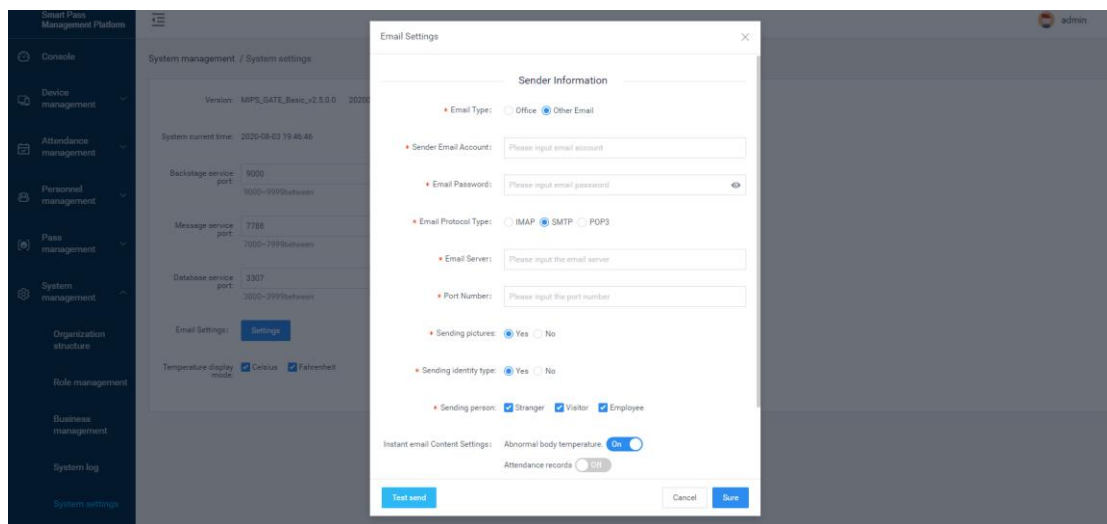 Smart Pass
Management Platform
admin
Console
Device
management
Attendance
management
Personnel
management
Pass
management
System
management
Organization
structure
Role management
Business
management
System log
System settings
System management / System settings
Version: MIPS_GATE_Basic_v2.5.0.0 2020
System current time: 2020-08-03 19:46:46
Backstage service
port:
9000
9000~9999between
Message service
port:
7788
7000~7999between
Database service
port:
3307
3000~3999between
Email Settings:
Settings
Temperature display
mode:
Celsius
Fahrenheit
Email Settings
Sender Information
* Email Type: Office Other Email
* Sender Email Account: Please input email account
* Email Password: Please input email password
* Email Protocol Type: IMAP SMTP POP3
* Email Server: Please input the email server
* Port Number: Please input the port number
* Sending pictures: Yes No
* Sending identity type: Yes No
* Sending person: Stranger Visitor Employee
Instant email Content Settings: Abnormal body temperature: On
Attendance records Off
Test send
Cancel
Sure